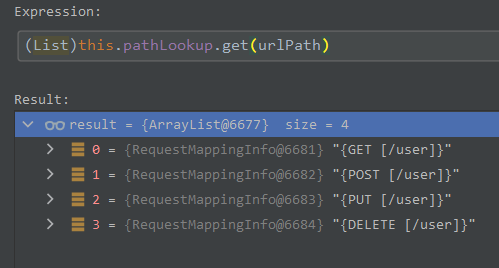 Expression:
(List)this.pathLookup.get(urlPath)
Result:
result = {ArrayList@6677} size = 4
0 = {RequestMappingInfo@6681} "{GET [/user]}"
1 = {RequestMappingInfo@6682} "{POST [/user]}"
2 = {RequestMappingInfo@6683} "{PUT [/user]}"
3 = {RequestMappingInfo@6684} "{DELETE [/user]}"